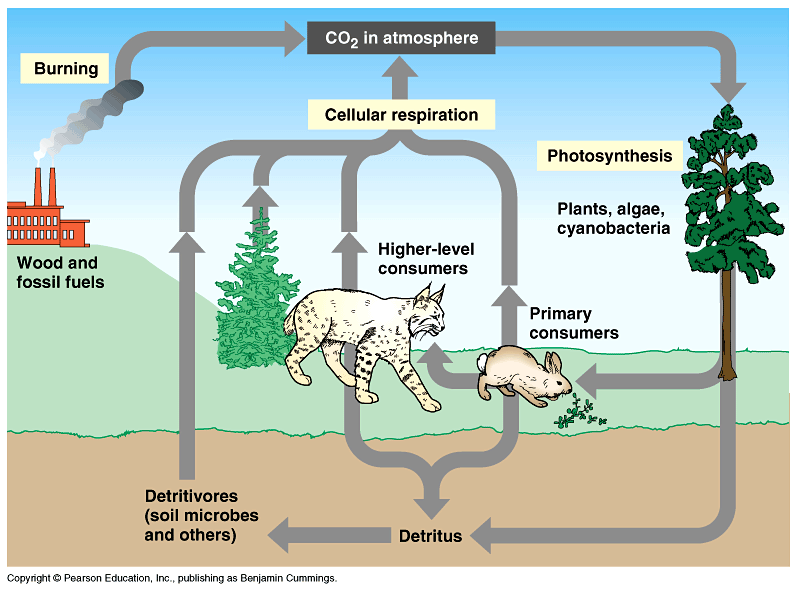 CO2 in atmosphere
Burning
Cellular respiration
Photosynthesis
Plants, algae,
cyanobacteria
Higher-level
consumers
Wood and
fossil fuels
Primary
consumers
Detritivores
(soil microbes
and others)
Detritus
Copyright © Pearson Education, Inc., publishing as Benjamin Cummings.